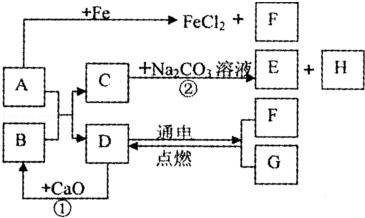 +Fe
FeCl₂ + F
A
C
+Na₂CO₃溶液
②
E + H
B
D
通电
点燃
F
G
+CaO
①